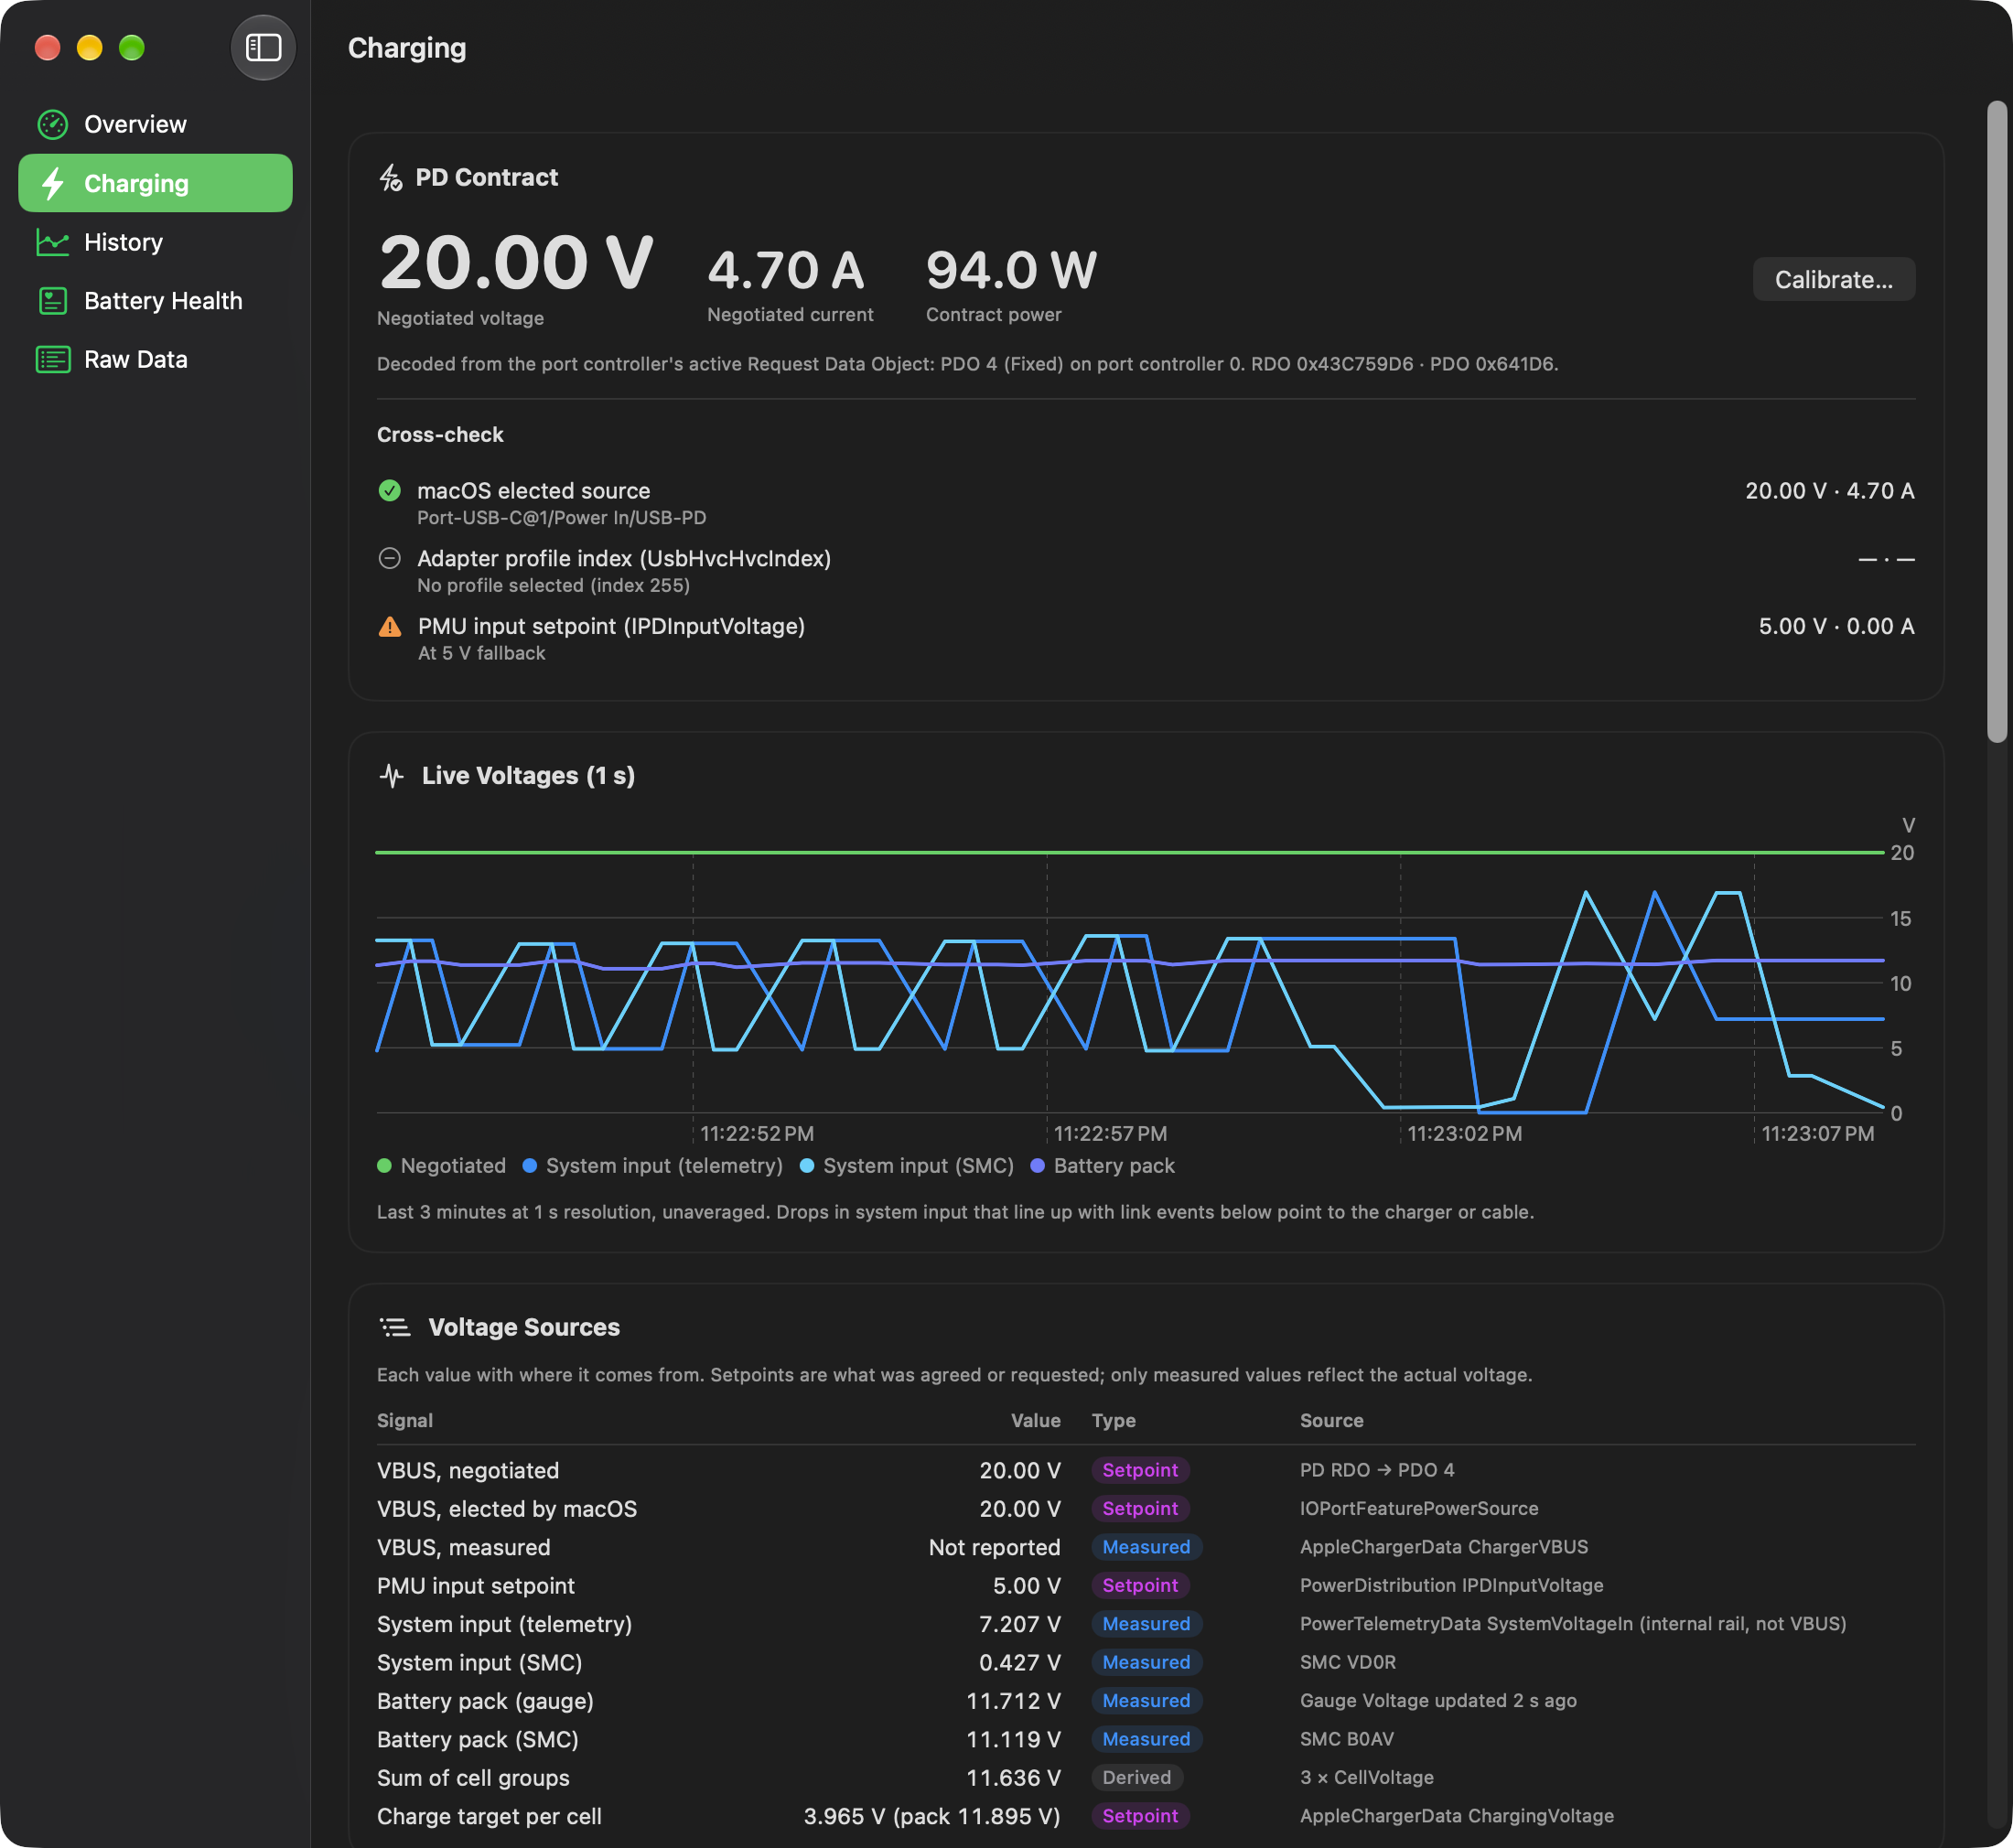 Charging
Overview
Charging
History
Battery Health
Raw Data
PD Contract
20.00 V
4.70 A
94.0 W
Negotiated voltage
Negotiated current
Contract power
Calibrate...
Decoded from the port controller's active Request Data Object: PDO 4 (Fixed) on port controller 0. RDO 0x43C759D6 · PDO 0x641D6.
Cross-check
macOS elected source
20.00 V · 4.70 A
Port-USB-C@1/Power In/USB-PD
Adapter profile index (UsbHvcHvcIndex)
— · —
No profile selected (index 255)
PMU input setpoint (IPDInputVoltage)
5.00 V · 0.00 A
At 5 V fallback
Live Voltages (1 s)
V
20
15
10
5
0
11:22:52 PM
11:22:57 PM
11:23:02 PM
11:23:07 PM
Negotiated
System input (telemetry)
System input (SMC)
Battery pack
Last 3 minutes at 1 s resolution, unaveraged. Drops in system input that line up with link events below point to the charger or cable.
Voltage Sources
Each value with where it comes from. Setpoints are what was agreed or requested; only measured values reflect the actual voltage.
Signal Value Type Source
VBUS, negotiated 20.00 V Setpoint PD RDO → PDO 4
VBUS, elected by macOS 20.00 V Setpoint IOPortFeaturePowerSource
VBUS, measured Not reported Measured AppleChargerData ChargerVBUS
PMU input setpoint 5.00 V Setpoint PowerDistribution IPDInputVoltage
System input (telemetry) 7.207 V Measured PowerTelemetryData SystemVoltageIn (internal rail, not VBUS)
System input (SMC) 0.427 V Measured SMC VD0R
Battery pack (gauge) 11.712 V Measured Gauge Voltage updated 2 s ago
Battery pack (SMC) 11.119 V Measured SMC B0AV
Sum of cell groups 11.636 V Derived 3 × CellVoltage
Charge target per cell 3.965 V (pack 11.895 V) Setpoint AppleChargerData ChargingVoltage